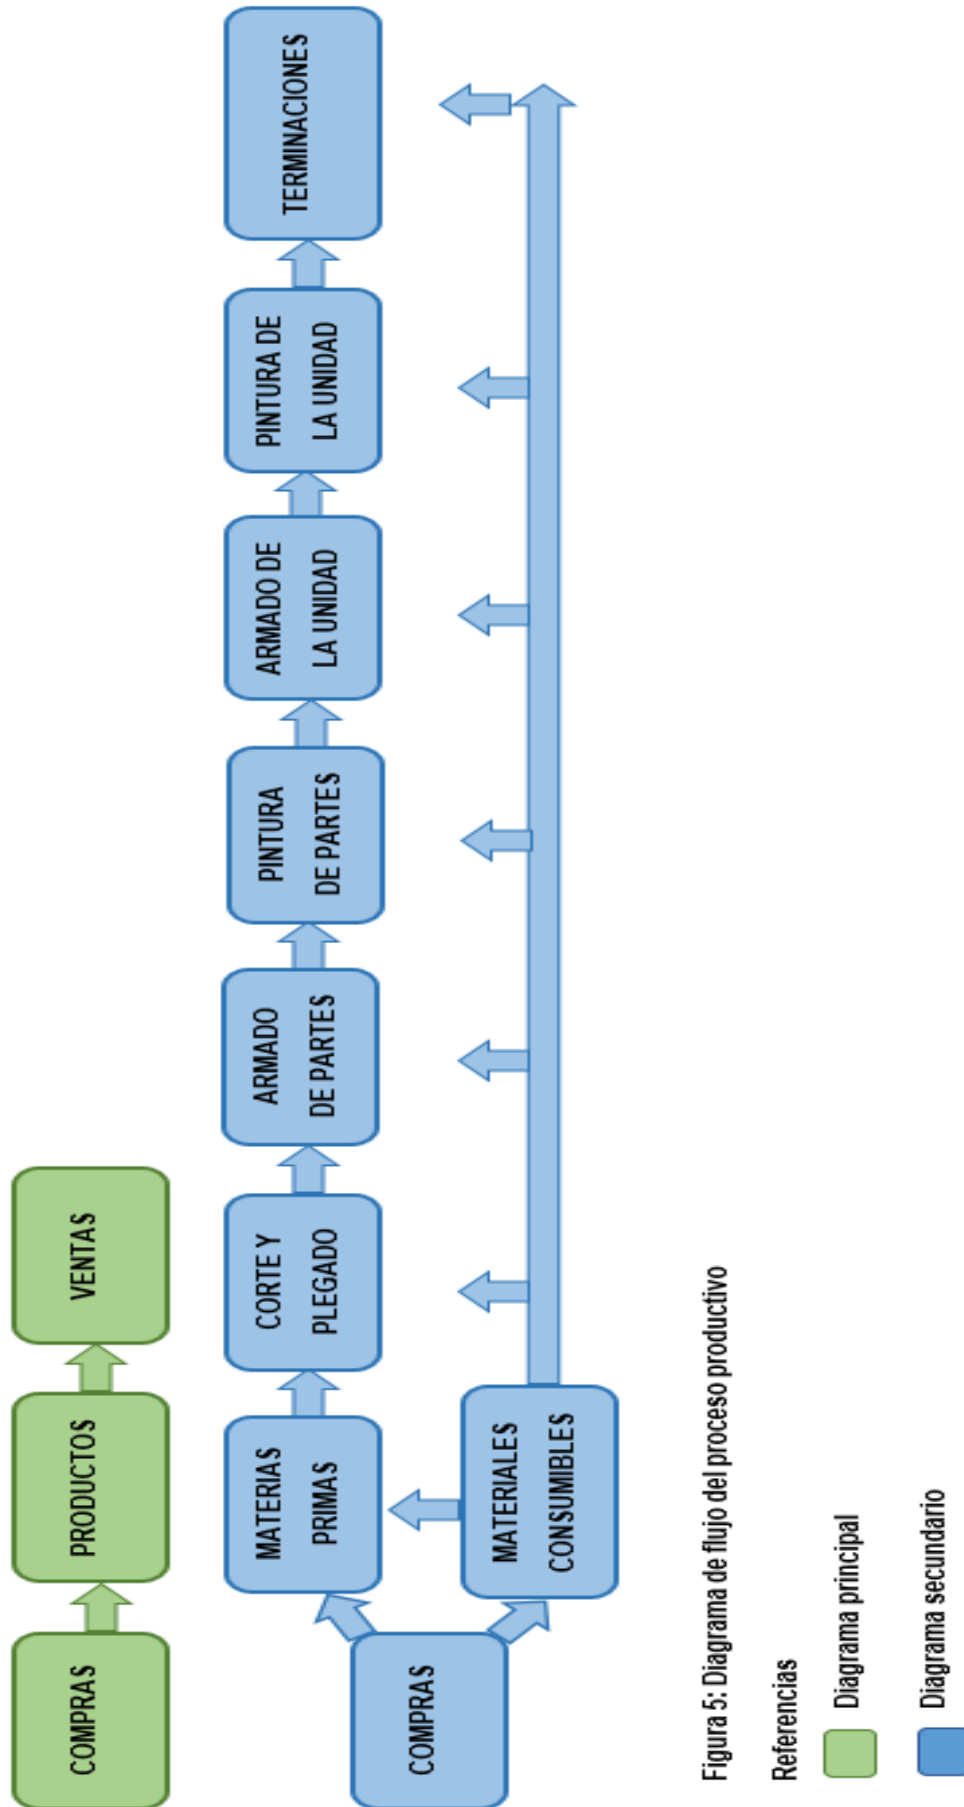 COMPRAS
PRODUCTOS
VENTAS
COMPRAS
MATERIAS
PRIMAS
MATERIALES
CONSUMIBLES
CORTE Y
PLEGADO
ARMADO
DE PARTES
PINTURA
DE PARTES
ARMADO DE
LA UNIDAD
PINTURA DE
LA UNIDAD
TERMINACIONES
Figura 5: Diagrama de flujo del proceso productivo
Referencias
Diagrama principal
Diagrama secundário